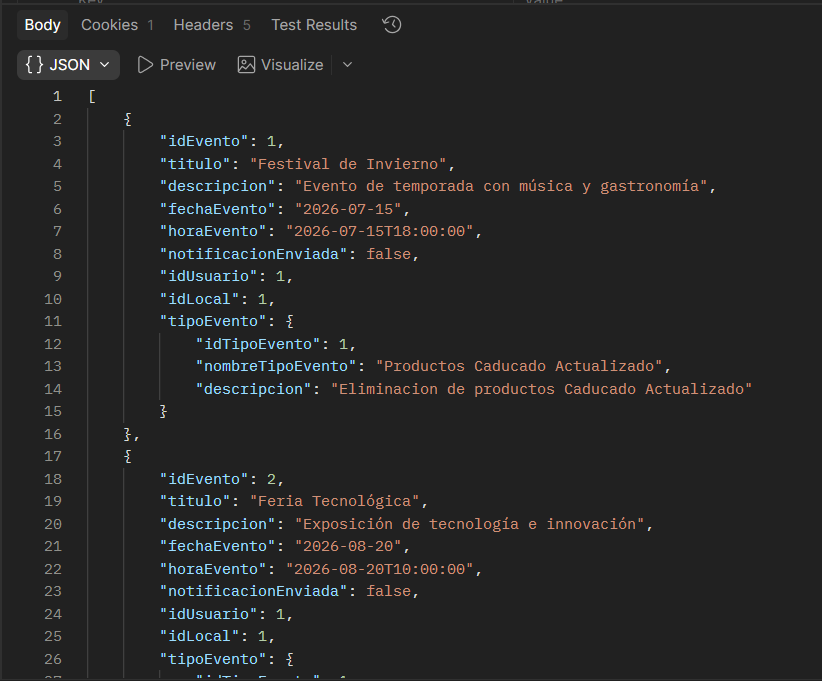 Body Cookies 1 Headers 5 Test Results
{} JSON Preview Visualize
1 [
2 {
3 "idEvento": 1,
4 "titulo": "Festival de Invierno",
5 "descripcion": "Evento de temporada con música y gastronomía",
6 "fechaEvento": "2026-07-15",
7 "horaEvento": "2026-07-15T18:00:00",
8 "notificacionEnviada": false,
9 "idUsuario": 1,
10 "idLocal": 1,
11 "tipoEvento": {
12 "idTipoEvento": 1,
13 "nombreTipoEvento": "Productos Caducado Actualizado",
14 "descripcion": "Eliminacion de productos Caducado Actualizado"
15 }
16 },
17 {
18 "idEvento": 2,
19 "titulo": "Feria Tecnológica",
20 "descripcion": "Exposición de tecnología e innovación",
21 "fechaEvento": "2026-08-20",
22 "horaEvento": "2026-08-20T10:00:00",
23 "notificacionEnviada": false,
24 "idUsuario": 1,
25 "idLocal": 1,
26 "tipoEvento": {